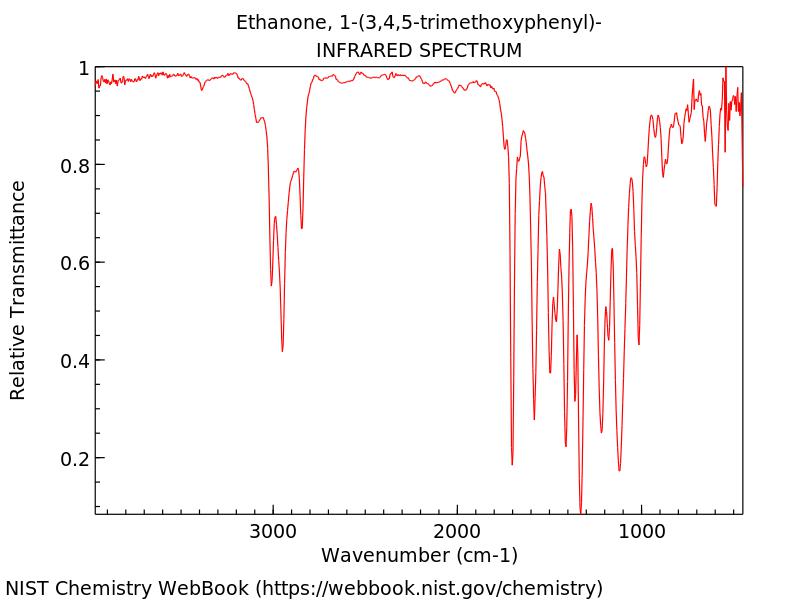 Ethanone, 1-(3,4,5-trimethoxyphenyl)-
INFRARED SPECTRUM
1
0.8
0.6
0.4
0.2
Relative Transmittance
3000 2000 1000
Wavenumber (cm-1)
NIST Chemistry WebBook (https://webbook.nist.gov/chemistry)